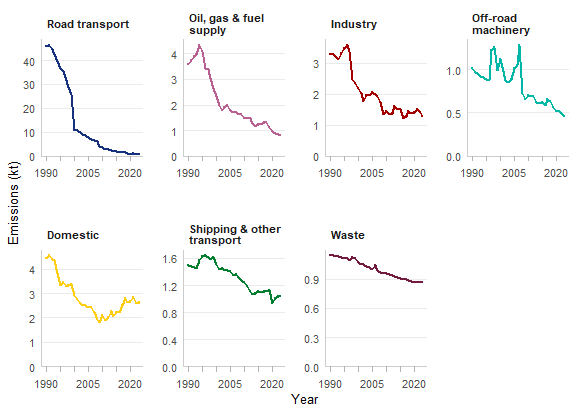 Road transport
Oil, gas & fuel
supply
Industry
Off-road
machinery
40
30
20
10
0
4
3
2
1
0
3
2
1
0
1.0
0.5
0.0
1990 2005 2020
1990 2005 2020
1990 2005 2020
1990 2005 2020
Emissions (kt)
Domestic
Shipping & other
transport
Waste
4
3
2
1
0
1.6
1.2
0.8
0.4
0.0
0.9
0.6
0.3
0.0
1990 2005 2020
1990 2005 2020
1990 2005 2020
Year